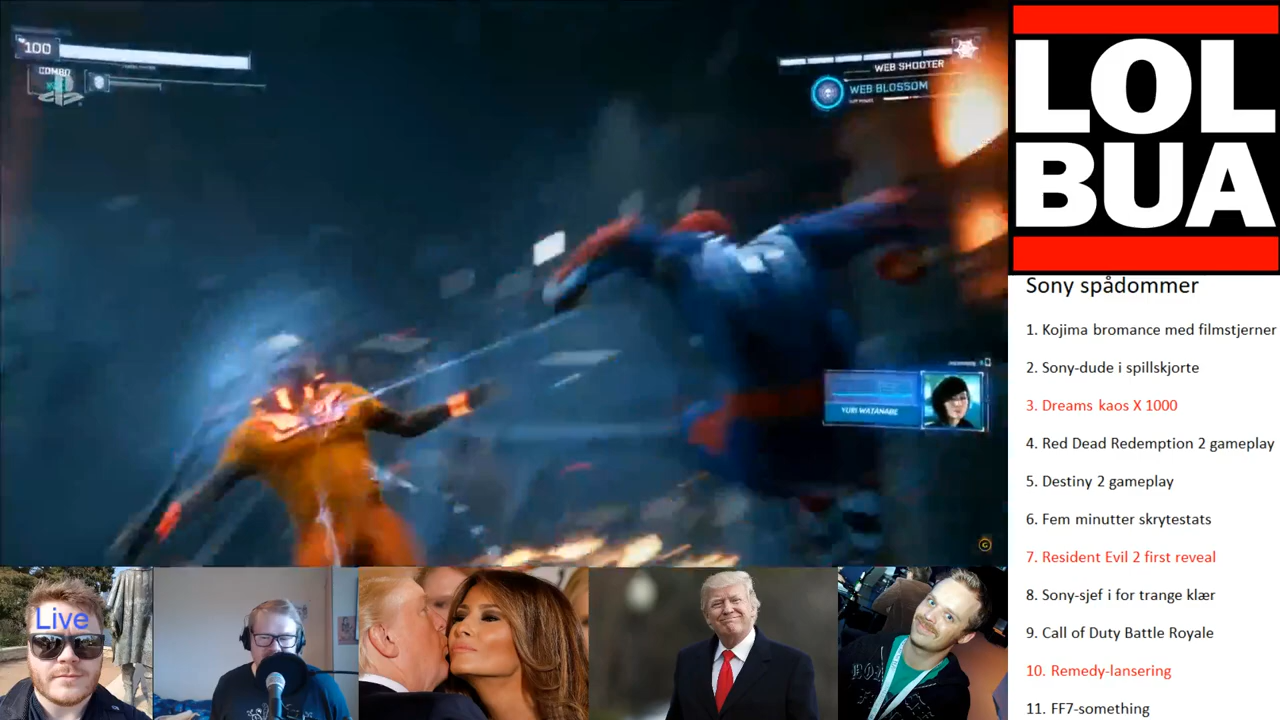 100
COMBO
WEB SHOOTER
WEB BLOSSOM
YURI WATANABE
LOL
BUA
Sony spådommer
1. Kojima bromance med filmstjerner
2. Sony-dude i spillskjorte
3. Dreams kaos X 1000
4. Red Dead Redemption 2 gameplay
5. Destiny 2 gameplay
6. Fem minutter skrytestats
7. Resident Evil 2 first reveal
8. Sony-sjef i for trange klær
9. Call of Duty Battle Royale
10. Remedy-lansering
11. FF7-something
Live